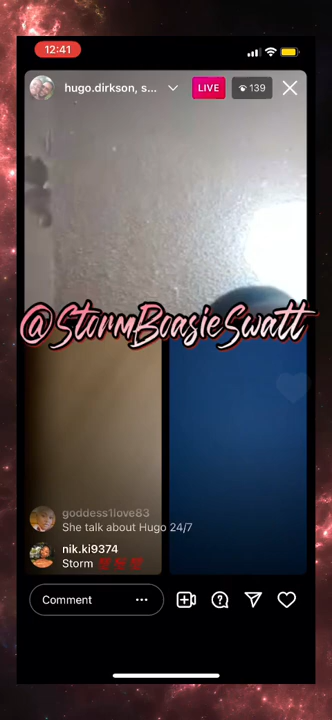 12:41
hugo.dirkson, s...
LIVE
139
@StormBoasieSwatt
goddess1love83
She talk about Hugo 24/7
nik.ki9374
Storm 💯💯💯
Comment